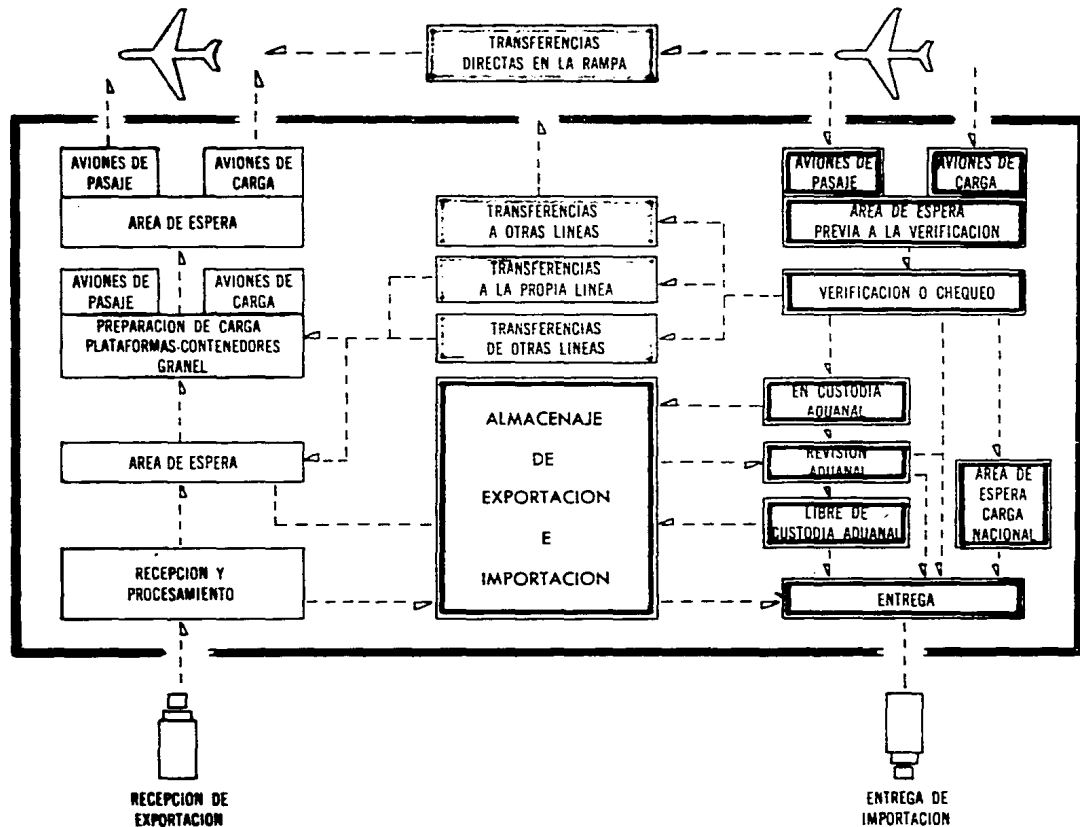 TRANSFERENCIAS
DIRECTAS EN LA RAMPA
AVIONES DE
PASAJE
AVIONES DE
CARGA
AREA DE ESPERA
AVIONES DE
PASAJE
AVIONES DE
CARGA
PREPARACION DE CARGA
PLATAFORMAS-CONTENEDORES
GRANEL
AREA DE ESPERA
RECEPCION Y
PROCESAMIENTO
RECEPCION DE
EXPORTACION
TRANSFERENCIAS
A OTRAS LINEAS
TRANSFERENCIAS
A LA PROPIA LINEA
TRANSFERENCIAS
DE OTRAS LINEAS
ALMACENAJE
DE
EXPORTACION
E
IMPORTACION
AVIONES DE
PASAJE
AVIONES DE
CARGA
AREA DE ESPERA
PREVIA A LA VERIFICACION
VERIFICACION O CHEQUEO
EN CUSTODIA
ADUANAL
REVISION
ADUANAL
LIBRE DE
CUSTODIA ADUANAL
AREA DE
ESPERA
CARGA
NACIONAL
ENTREGA
ENTREGA DE
IMPORTACION